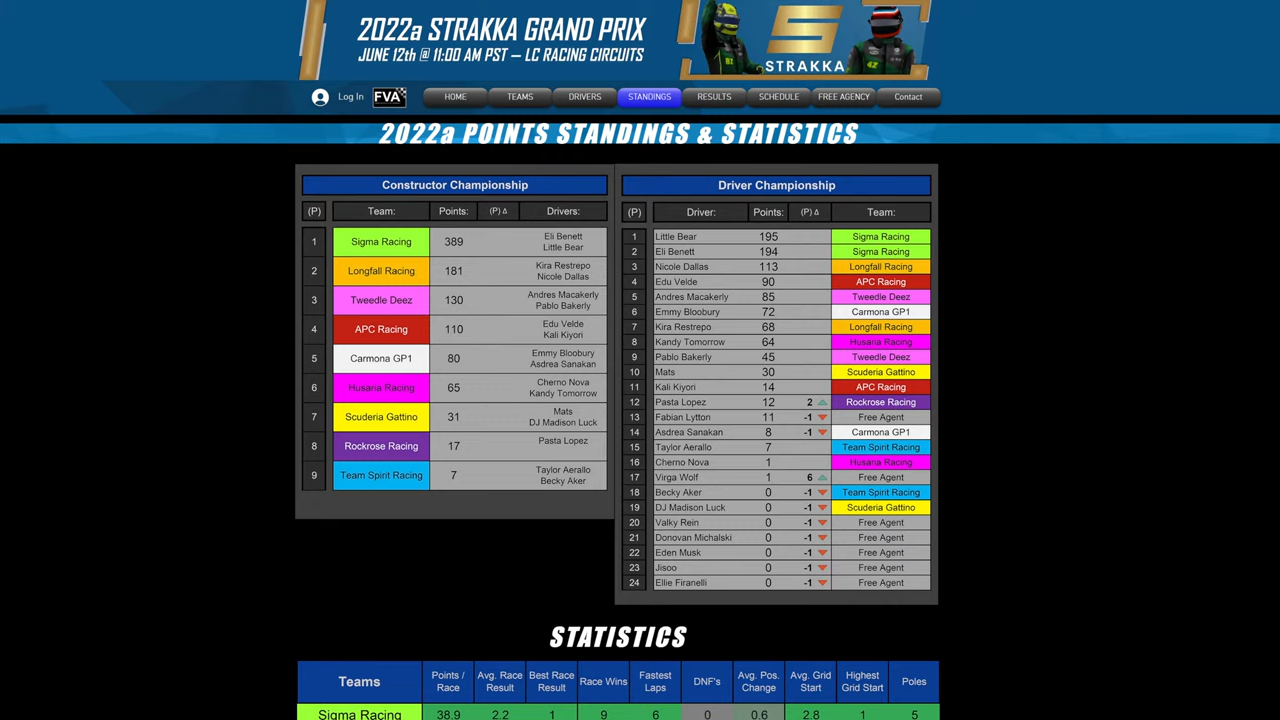 2022a STRAKKA GRAND PRIX
JUNE 12th @ 11:00 AM PST — LC RACING CIRCUITS
STRAKKA
Log In FVA HOME TEAMS DRIVERS STANDINGS RESULTS SCHEDULE FREE AGENCY Contact
2022a POINTS STANDINGS & STATISTICS
Constructor Championship
(P) Team: Points: (P) Δ Drivers:
1 Sigma Racing 389 Eli Benett Little Bear
2 Longfall Racing 181 Kira Restrepo Nicole Dallas
3 Tweedle Deez 130 Andres Macakerly Pablo Bakerly
4 APC Racing 110 Edu Velde Kali Kiyori
5 Carmona GP1 80 Emmy Bloobury Asdrea Sanakan
6 Husaria Racing 65 Cherno Nova Kandy Tomorrow
7 Scuderia Gattino 31 Mats DJ Madison Luck
8 Rockrose Racing 17 Pasta Lopez
9 Team Spirit Racing 7 Taylor Aerallo Becky Aker
Driver Championship
(P) Driver: Points: (P) Δ Team:
1 Little Bear 195 Sigma Racing
2 Eli Benett 194 Sigma Racing
3 Nicole Dallas 113 Longfall Racing
4 Edu Velde 90 APC Racing
5 Andres Macakerly 85 Tweedle Deez
6 Emmy Bloobury 72 Carmona GP1
7 Kira Restrepo 68 Longfall Racing
8 Kandy Tomorrow 64 Husaria Racing
9 Pablo Bakerly 45 Tweedle Deez
10 Mats 30 Scuderia Gattino
11 Kali Kiyori 14 APC Racing
12 Pasta Lopez 12 2 Rockrose Racing
13 Fabian Lytton 11 -1 Free Agent
14 Asdrea Sanakan 8 -1 Carmona GP1
15 Taylor Aerallo 7 Team Spirit Racing
16 Cherno Nova 1 Husaria Racing
17 Virga Wolf 1 6 Free Agent
18 Becky Aker 0 -1 Team Spirit Racing
19 DJ Madison Luck 0 -1 Scuderia Gattino
20 Valky Rein 0 -1 Free Agent
21 Donovan Michalski 0 -1 Free Agent
22 Eden Musk 0 -1 Free Agent
23 Jisoo 0 -1 Free Agent
24 Ellie Firanelli 0 -1 Free Agent
STATISTICS
Teams Points / Race Avg. Race Result Best Race Result Race Wins Fastest Laps DNF's Avg. Pos. Change Avg. Grid Start Highest Grid Start Poles
Sigma Racing 38.9 2.2 1 9 6 0 0.6 2.8 1 5